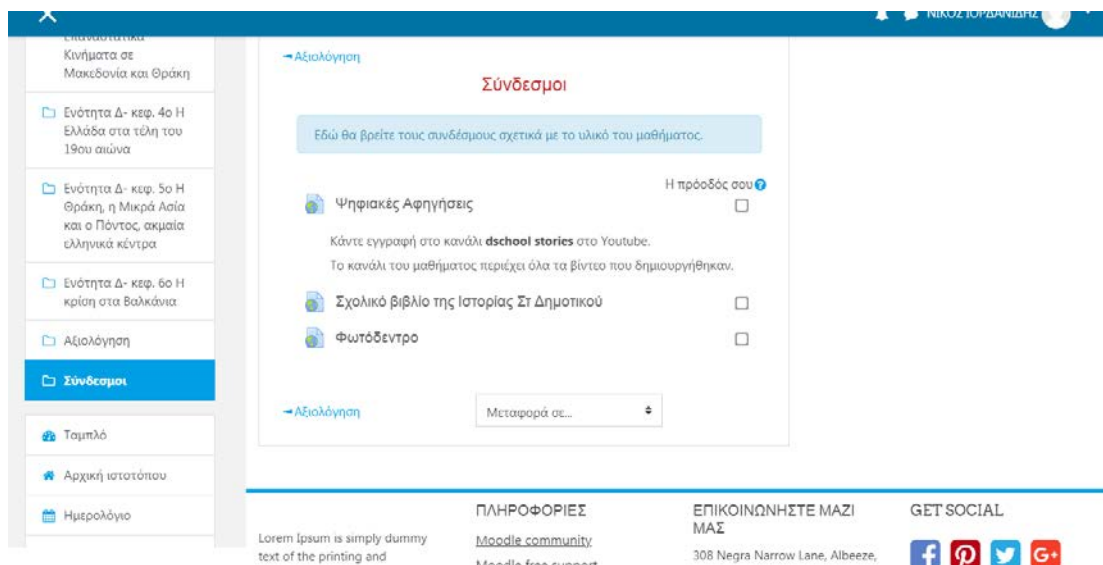 ΝΙΚΟΣ ΙΟΡΔΑΝΙΔΗΣ
Επαναστατικά
Κινήματα σε
Μακεδονία και Θράκη
Ενότητα Δ- κεφ. 4ο Η
Ελλάδα στα τέλη του
19ου αιώνα
Ενότητα Δ- κεφ. 5ο Η
Θράκη, η Μικρά Ασία
και ο Πόντος, ακμαία
ελληνικά κέντρα
Ενότητα Δ- κεφ. 6ο Η
κρίση στα Βαλκάνια
Αξιολόγηση
Σύνδεσμοι
Ταμπλό
Αρχική ιστοτόπου
Ημερολόγιο
Αξιολόγηση
Σύνδεσμοι
Εδώ θα βρείτε τους συνδέσμους σχετικά με το υλικό του μαθήματος.
Η πρόοδός σου
Ψηφιακές Αφηγήσεις
Κάντε εγγραφή στο κανάλι dschool stories στο Youtube.
Το κανάλι του μαθήματος περιέχει όλα τα βίντεο που δημιουργήθηκαν.
Σχολικό βιβλίο της Ιστορίας Στ Δημοτικού
Φωτόδεντρο
Αξιολόγηση
Μεταφορά σε...
Lorem Ipsum is simply dummy
text of the printing and
ΠΛΗΡΟΦΟΡΙΕΣ
Moodle community
Moodle free support
ΕΠΙΚΟΙΝΩΝΗΣΤΕ ΜΑΖΙ
ΜΑΣ
308 Negra Narrow Lane, Albeeze,
GET SOCIAL